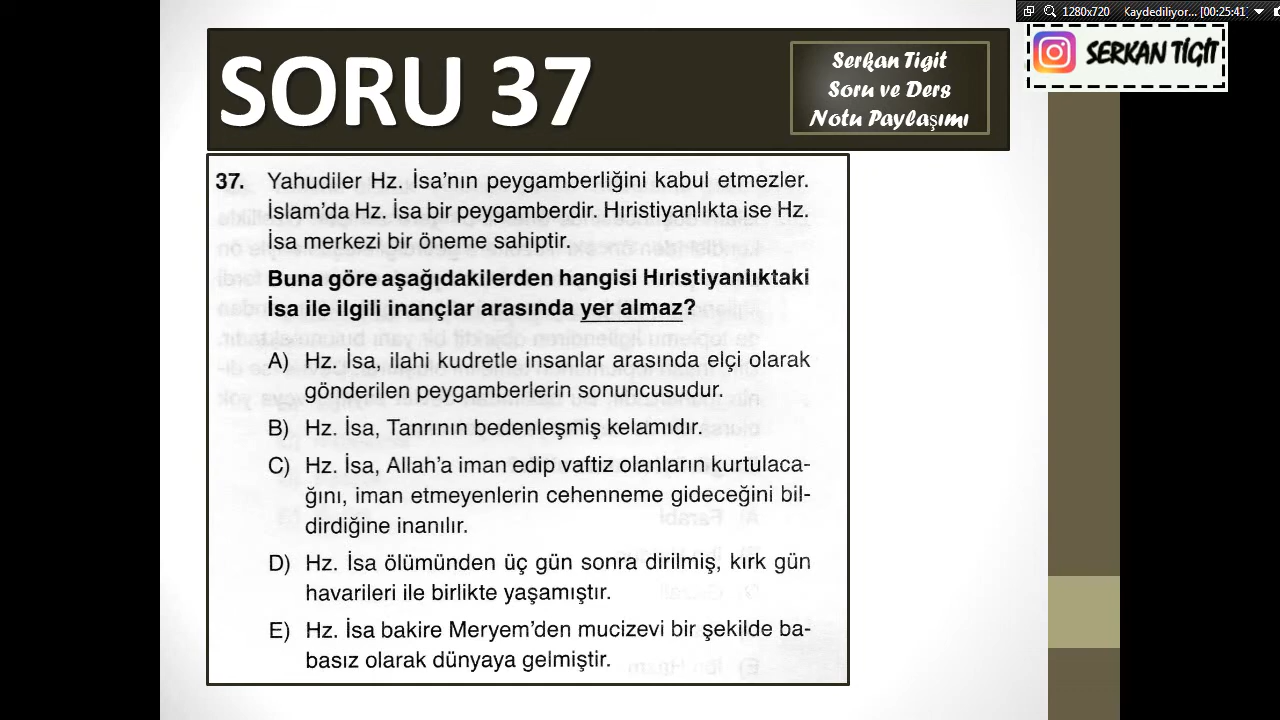 1280x720 Kaydediliyor... [00:25:41]
SERKAN TİGİT
SORU 37
Serkan Tigit
Soru ve Ders
Notu Paylaşımı
37. Yahudiler Hz. İsa’nın peygamberliğini kabul etmezler.
İslam’da Hz. İsa bir peygamberdir. Hıristiyanlıkta ise Hz.
İsa merkezi bir öneme sahiptir.
Buna göre aşağıdakilerden hangisi Hıristiyanlıktaki
İsa ile ilgili inançlar arasında yer almaz?
A) Hz. İsa, ilahi kudretle insanlar arasında elçi olarak
gönderilen peygamberlerin sonuncusudur.
B) Hz. İsa, Tanrının bedenleşmiş kelamıdır.
C) Hz. İsa, Allah’a iman edip vaftiz olanların kurtulaca-
ğını, iman etmeyenlerin cehenneme gideceğini bil-
dirdiğine inanılır.
D) Hz. İsa ölümünden üç gün sonra dirilmiş, kırk gün
havarileri ile birlikte yaşamıştır.
E) Hz. İsa bakire Meryem’den mucizevi bir şekilde ba-
basız olarak dünyaya gelmiştir.